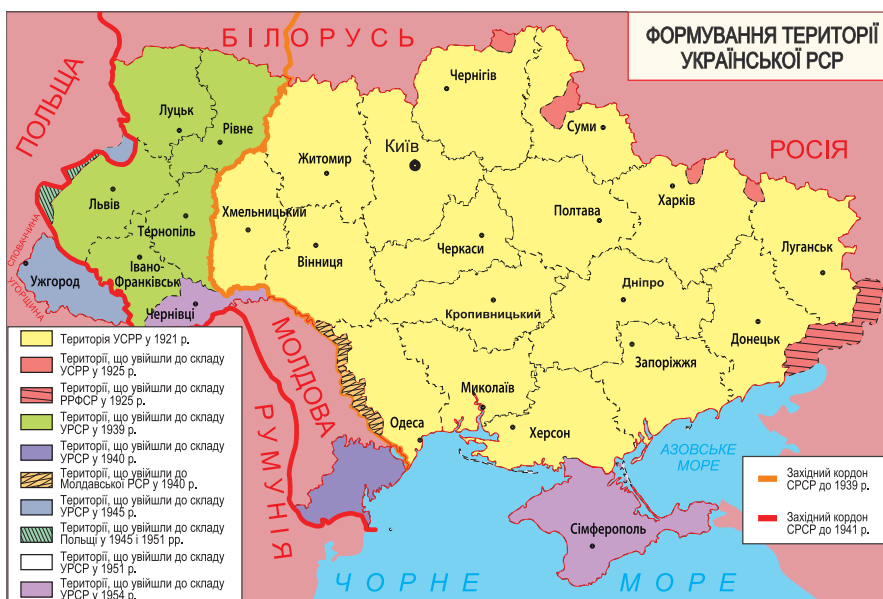 ФОРМУВАННЯ ТЕРИТОРІЇ
УКРАЇНСЬКОЇ РСР
БІЛОРУСЬ
ПОЛЬЩА
РОСІЯ
СЛОВАЧЧИНА
УГОРЩИНА
МОЛДОВА
РУМУНІЯ
Чернігів
Луцьк
Рівне
Суми
Житомир
Київ
Львів
Хмельницький
Тернопіль
Харків
Полтава
Черкаси
Вінниця
Луганськ
Івано-
Франківськ
Ужгород
Чернівці
Дніпро
Кропивницький
Донецьк
Запоріжжя
Миколаїв
Одеса
Херсон
АЗОВСЬКЕ
МОРЕ
Сімферополь
ЧОРНЕ МОРЕ
Територія УСРР у 1921 р.
Території, що увійшли до складу
УСРР у 1925 р.
Території, що увійшли до складу
РРФСР у 1925 р.
Території, що увійшли до складу
УРСР у 1939 р.
Території, що увійшли до складу
УРСР у 1940 р.
Території, що увійшли до
Молдавської РСР у 1940 р.
Території, що увійшли до складу
УРСР у 1945 р.
Території, що увійшли до складу
Польщі у 1945 і 1951 рр.
Території, що увійшли до складу
УРСР у 1951 р.
Території, що увійшли до складу
УРСР у 1954 р.
Західний кордон
СРСР до 1939 р.
Західний кордон
СРСР до 1941 р.